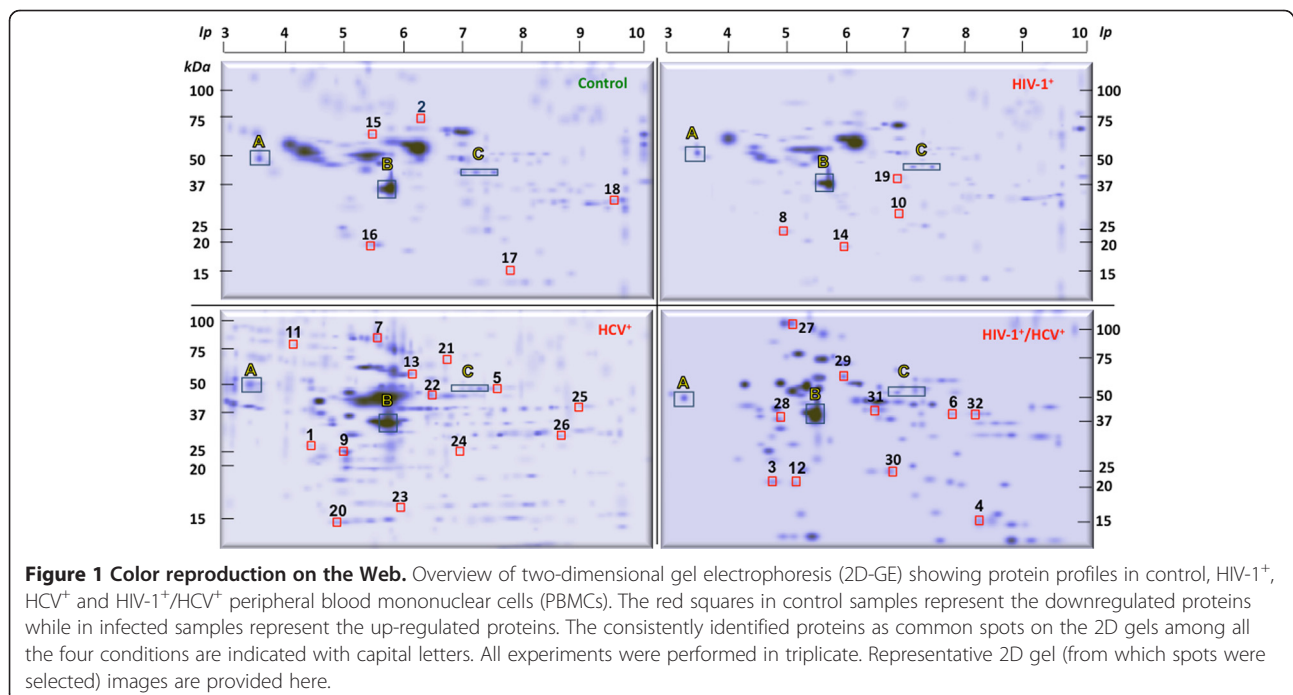 Ip 3 4 5 6 7 8 9 10 3 4 5 6 7 8 9 10 Ip
kDa
Control
HIV-1⁺
100 100
75 75
50 50
37 37
25 25
20 20
15 15
A
15
2
B
C
18
16
17
A
B
C
19
10
8
14
HCV⁺
HIV-1⁺/HCV⁺
100 100
75 75
50 50
37 37
25 25
20 20
15 15
11
7
21
13
A
C
5
22
B
25
26
1
9
24
23
20
27
29
A
C
B
28
31
6
32
30
3
12
4
Figure 1 Color reproduction on the Web. Overview of two-dimensional gel electrophoresis (2D-GE) showing protein profiles in control, HIV-1⁺,
HCV⁺ and HIV-1⁺/HCV⁺ peripheral blood mononuclear cells (PBMCs). The red squares in control samples represent the downregulated proteins
while in infected samples represent the up-regulated proteins. The consistently identified proteins as common spots on the 2D gels among all
the four conditions are indicated with capital letters. All experiments were performed in triplicate. Representative 2D gel (from which spots were
selected) images are provided here.